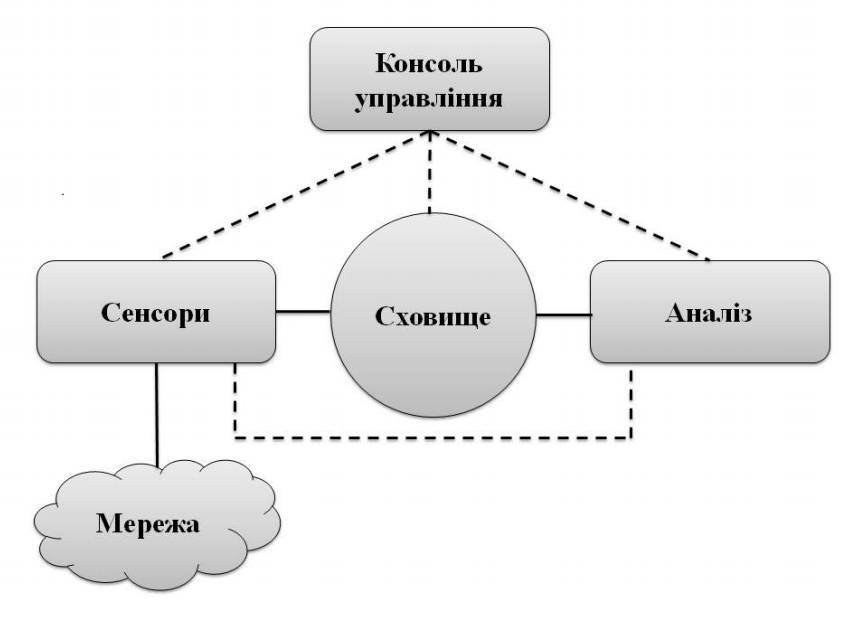 Консоль
управління
Сенсори
Сховище
Аналіз
Мережа